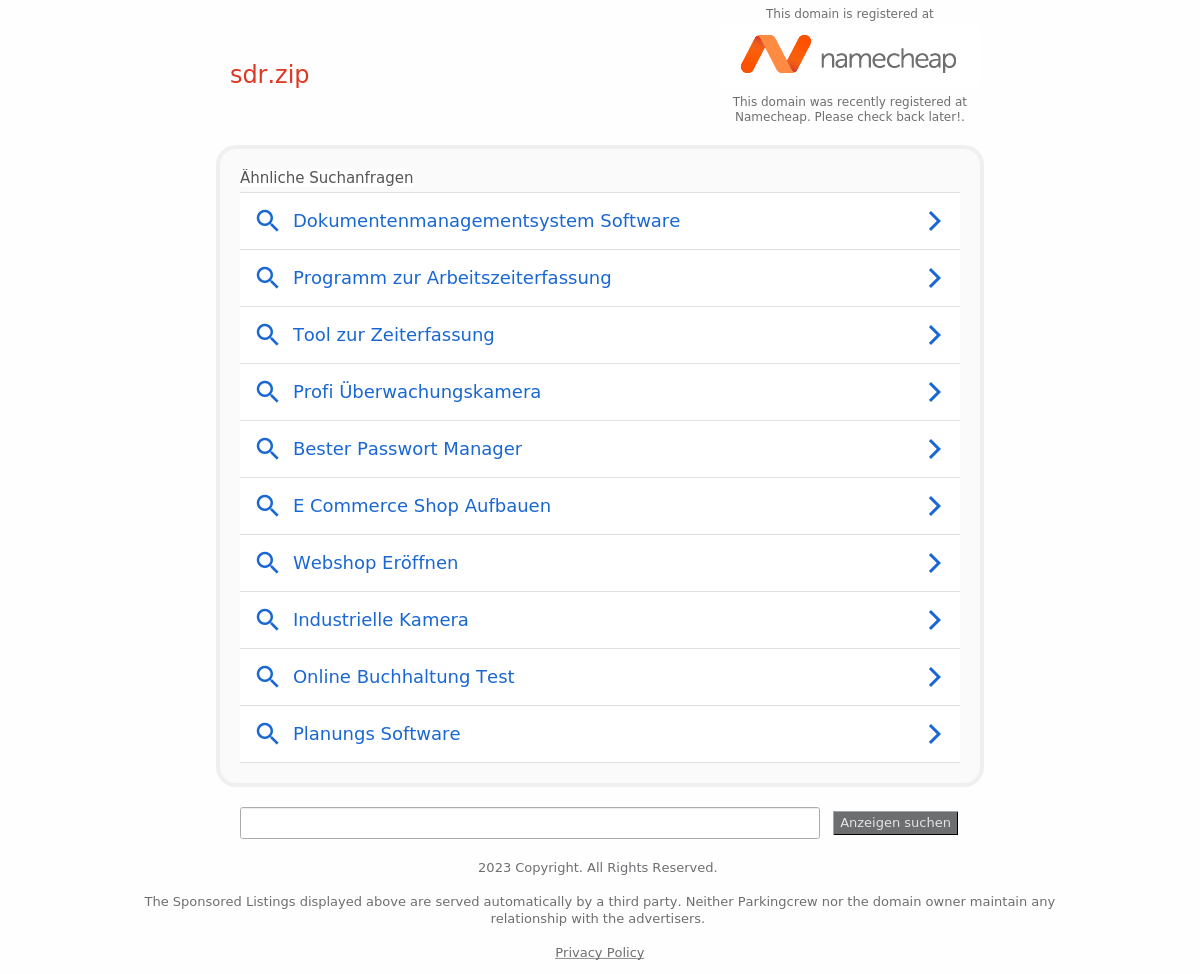 This domain is registered at
namecheap
sdr.zip
This domain was recently registered at
Namecheap. Please check back later!.
Ähnliche Suchanfragen
Dokumentenmanagementsystem Software
Programm zur Arbeitszeiterfassung
Tool zur Zeiterfassung
Profi Überwachungskamera
Bester Passwort Manager
E Commerce Shop Aufbauen
Webshop Eröffnen
Industrielle Kamera
Online Buchhaltung Test
Planungs Software
Anzeigen suchen
2023 Copyright. All Rights Reserved.
The Sponsored Listings displayed above are served automatically by a third party. Neither Parkingcrew nor the domain owner maintain any
relationship with the advertisers.
Privacy Policy